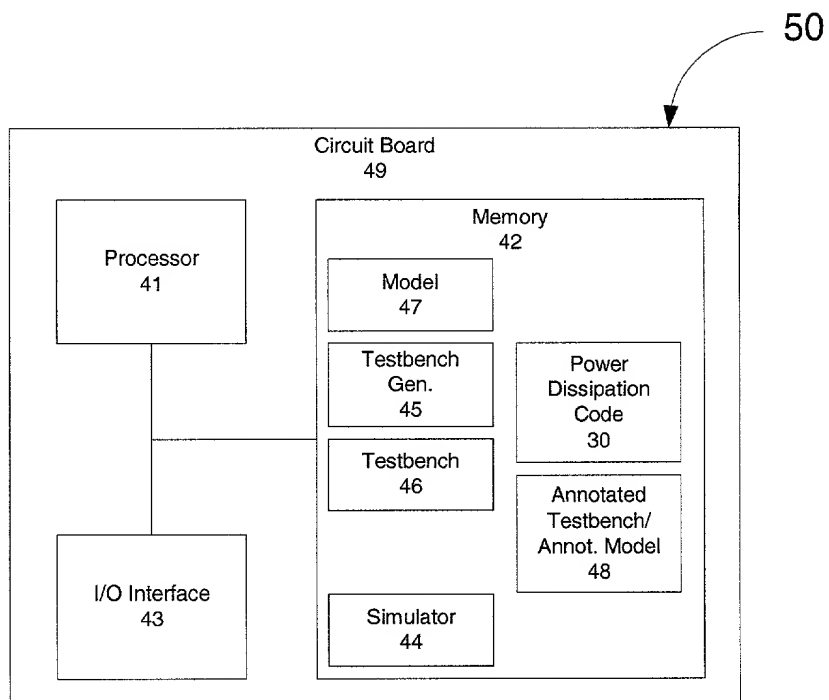 50
Circuit Board
49
Processor
41
I/O Interface
43
Memory
42
Model
47
Testbench
Gen.
45
Testbench
46
Simulator
44
Power
Dissipation
Code
30
Annotated
Testbench/
Annot. Model
48